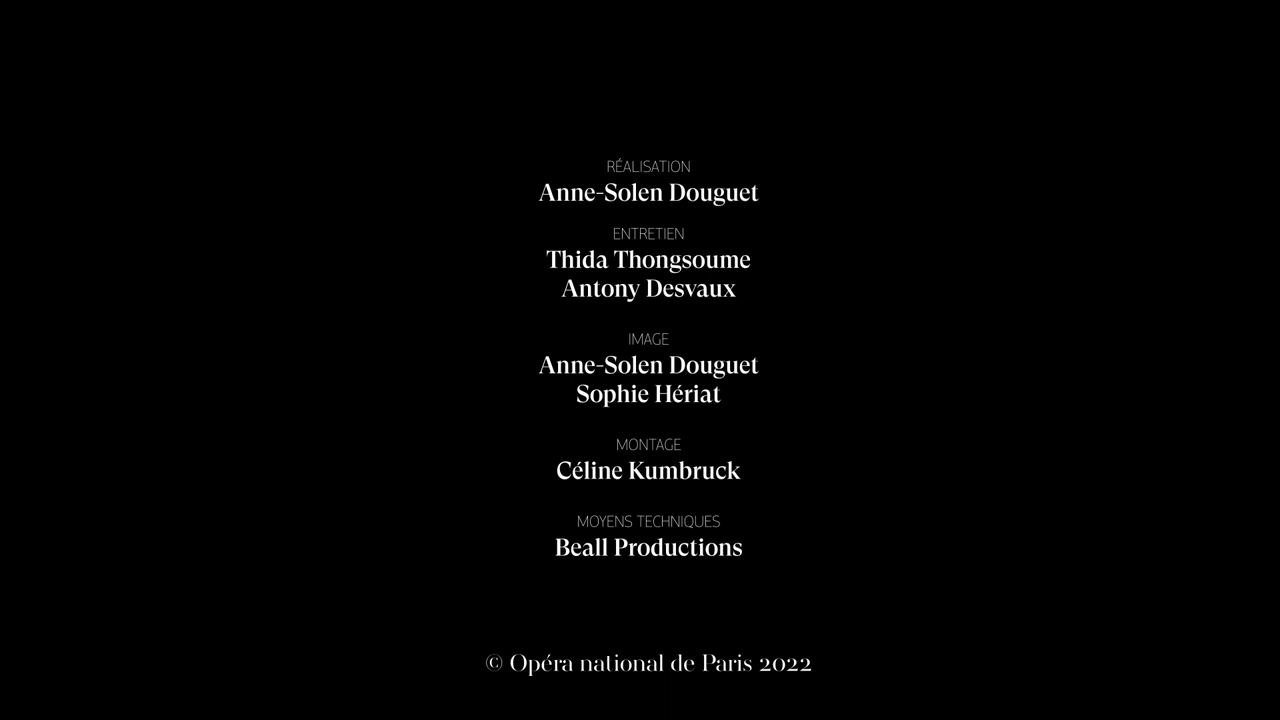 RÉALISATION
Anne-Solen Douguet
ENTRETIEN
Thida Thongsoume
Antony Desvaux
IMAGE
Anne-Solen Douguet
Sophie Hériat
MONTAGE
Céline Kumbruck
MOYENS TECHNIQUES
Beall Productions
© Opéra national de Paris 2022